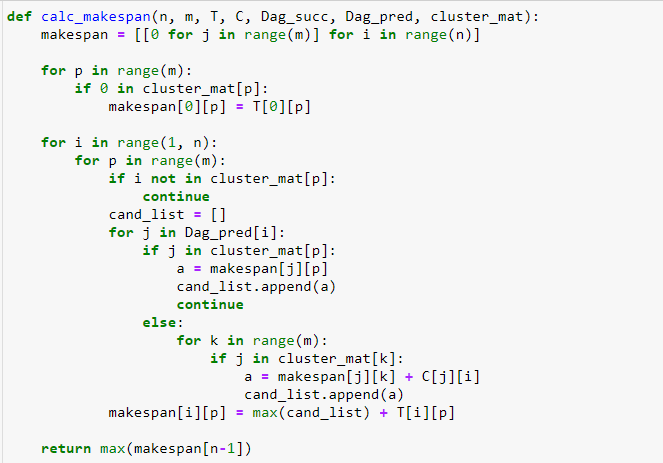 def calc_makespan(n, m, T, C, Dag_succ, Dag_pred, cluster_mat):
    makespan = [[0 for j in range(m)] for i in range(n)]

    for p in range(m):
        if 0 in cluster_mat[p]:
            makespan[0][p] = T[0][p]

    for i in range(1, n):
        for p in range(m):
            if i not in cluster_mat[p]:
                continue
            cand_list = []
            for j in Dag_pred[i]:
                if j in cluster_mat[p]:
                    a = makespan[j][p]
                    cand_list.append(a)
                    continue
                else:
                    for k in range(m):
                        if j in cluster_mat[k]:
                            a = makespan[j][k] + C[j][i]
                            cand_list.append(a)
            makespan[i][p] = max(cand_list) + T[i][p]

    return max(makespan[n-1])